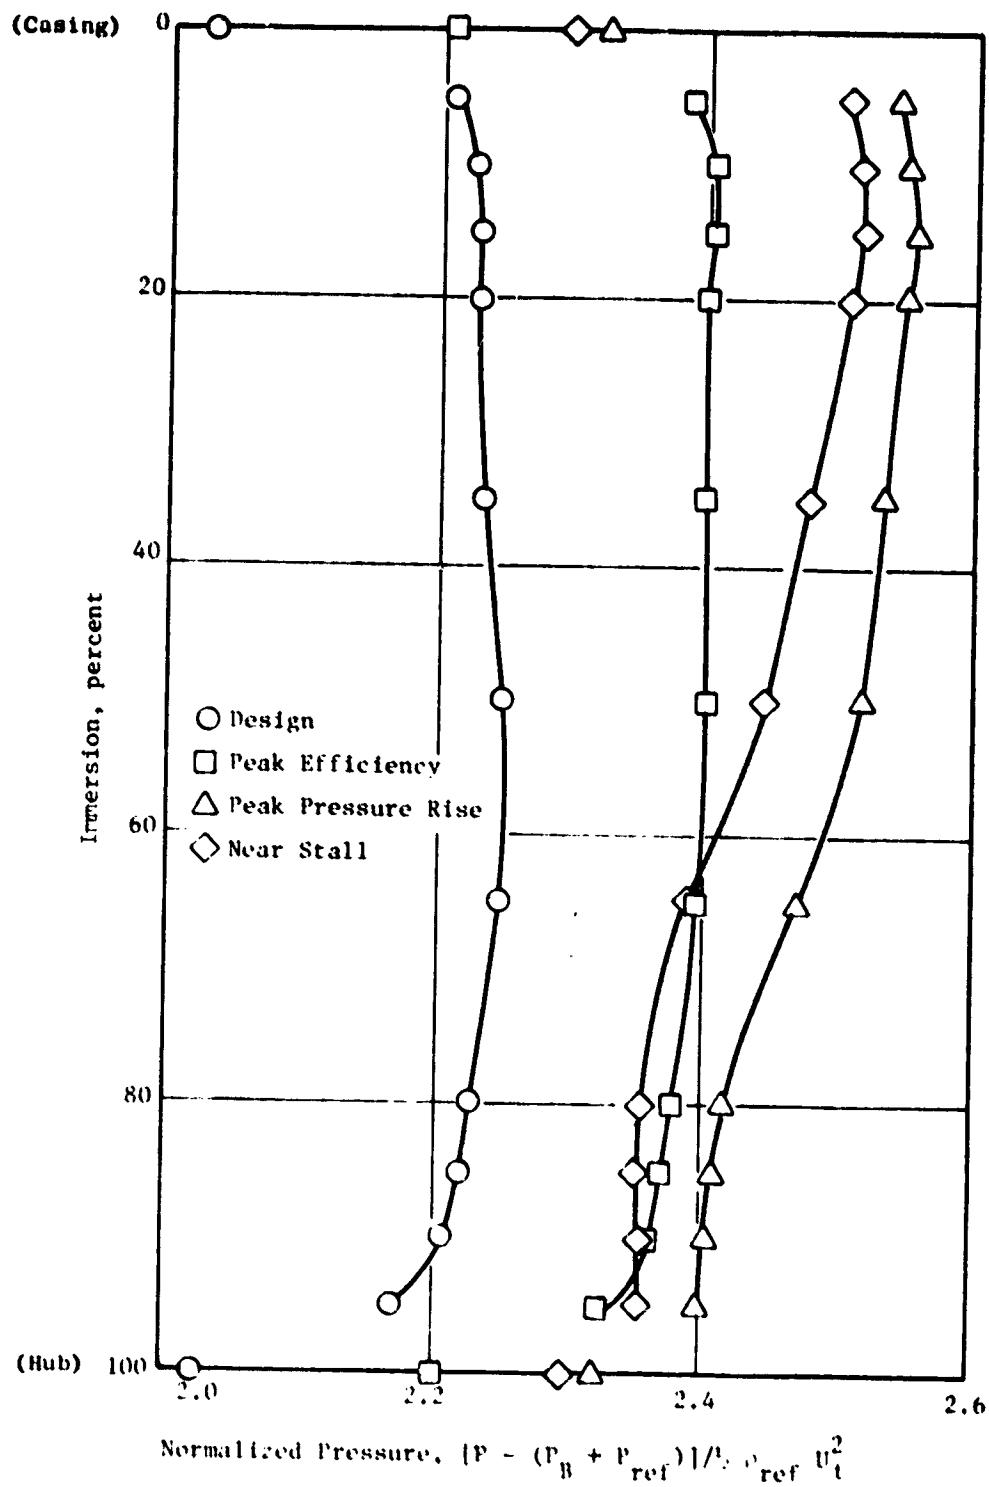 (Casing) 0
20
40
60
80
(Hub) 100
Immersion, percent
Design
Peak Efficiency
Peak Pressure Rise
Near Stall
2.0 2.2 2.4 2.6
Normalized Pressure, [P - (P_B + P_ref)]/½ ρ_ref U_t^2